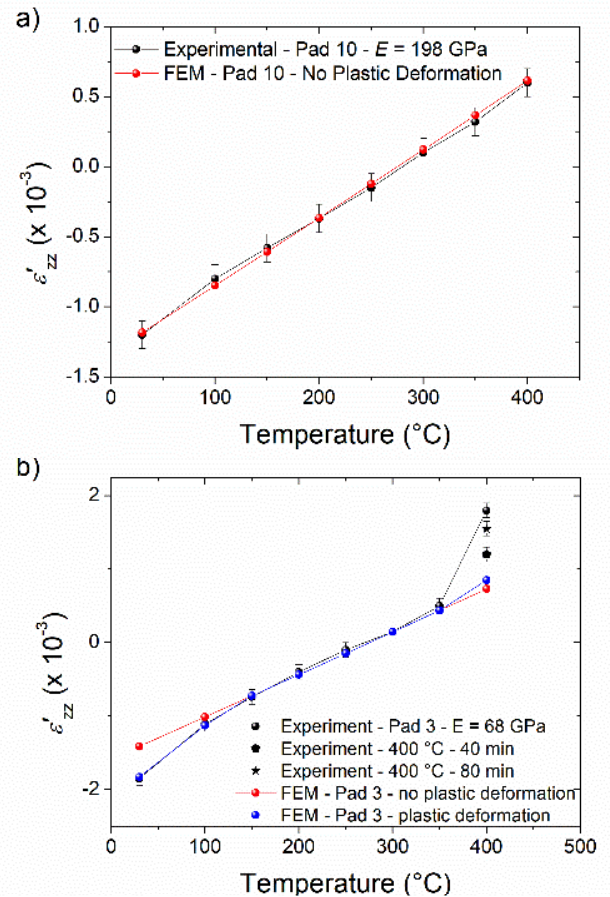 a)
1.0
0.5
0.0
-0.5
-1.0
-1.5
ε'zz (x 10⁻³)
Experimental - Pad 10 - E = 198 GPa
FEM - Pad 10 - No Plastic Deformation
0 100 200 300 400
Temperature (°C)
b)
2
0
-2
ε'zz (x 10⁻³)
Experiment - Pad 3 - E = 68 GPa
Experiment - 400 °C - 40 min
Experiment - 400 °C - 80 min
FEM - Pad 3 - no plastic deformation
FEM - Pad 3 - plastic deformation
0 100 200 300 400 500
Temperature (°C)